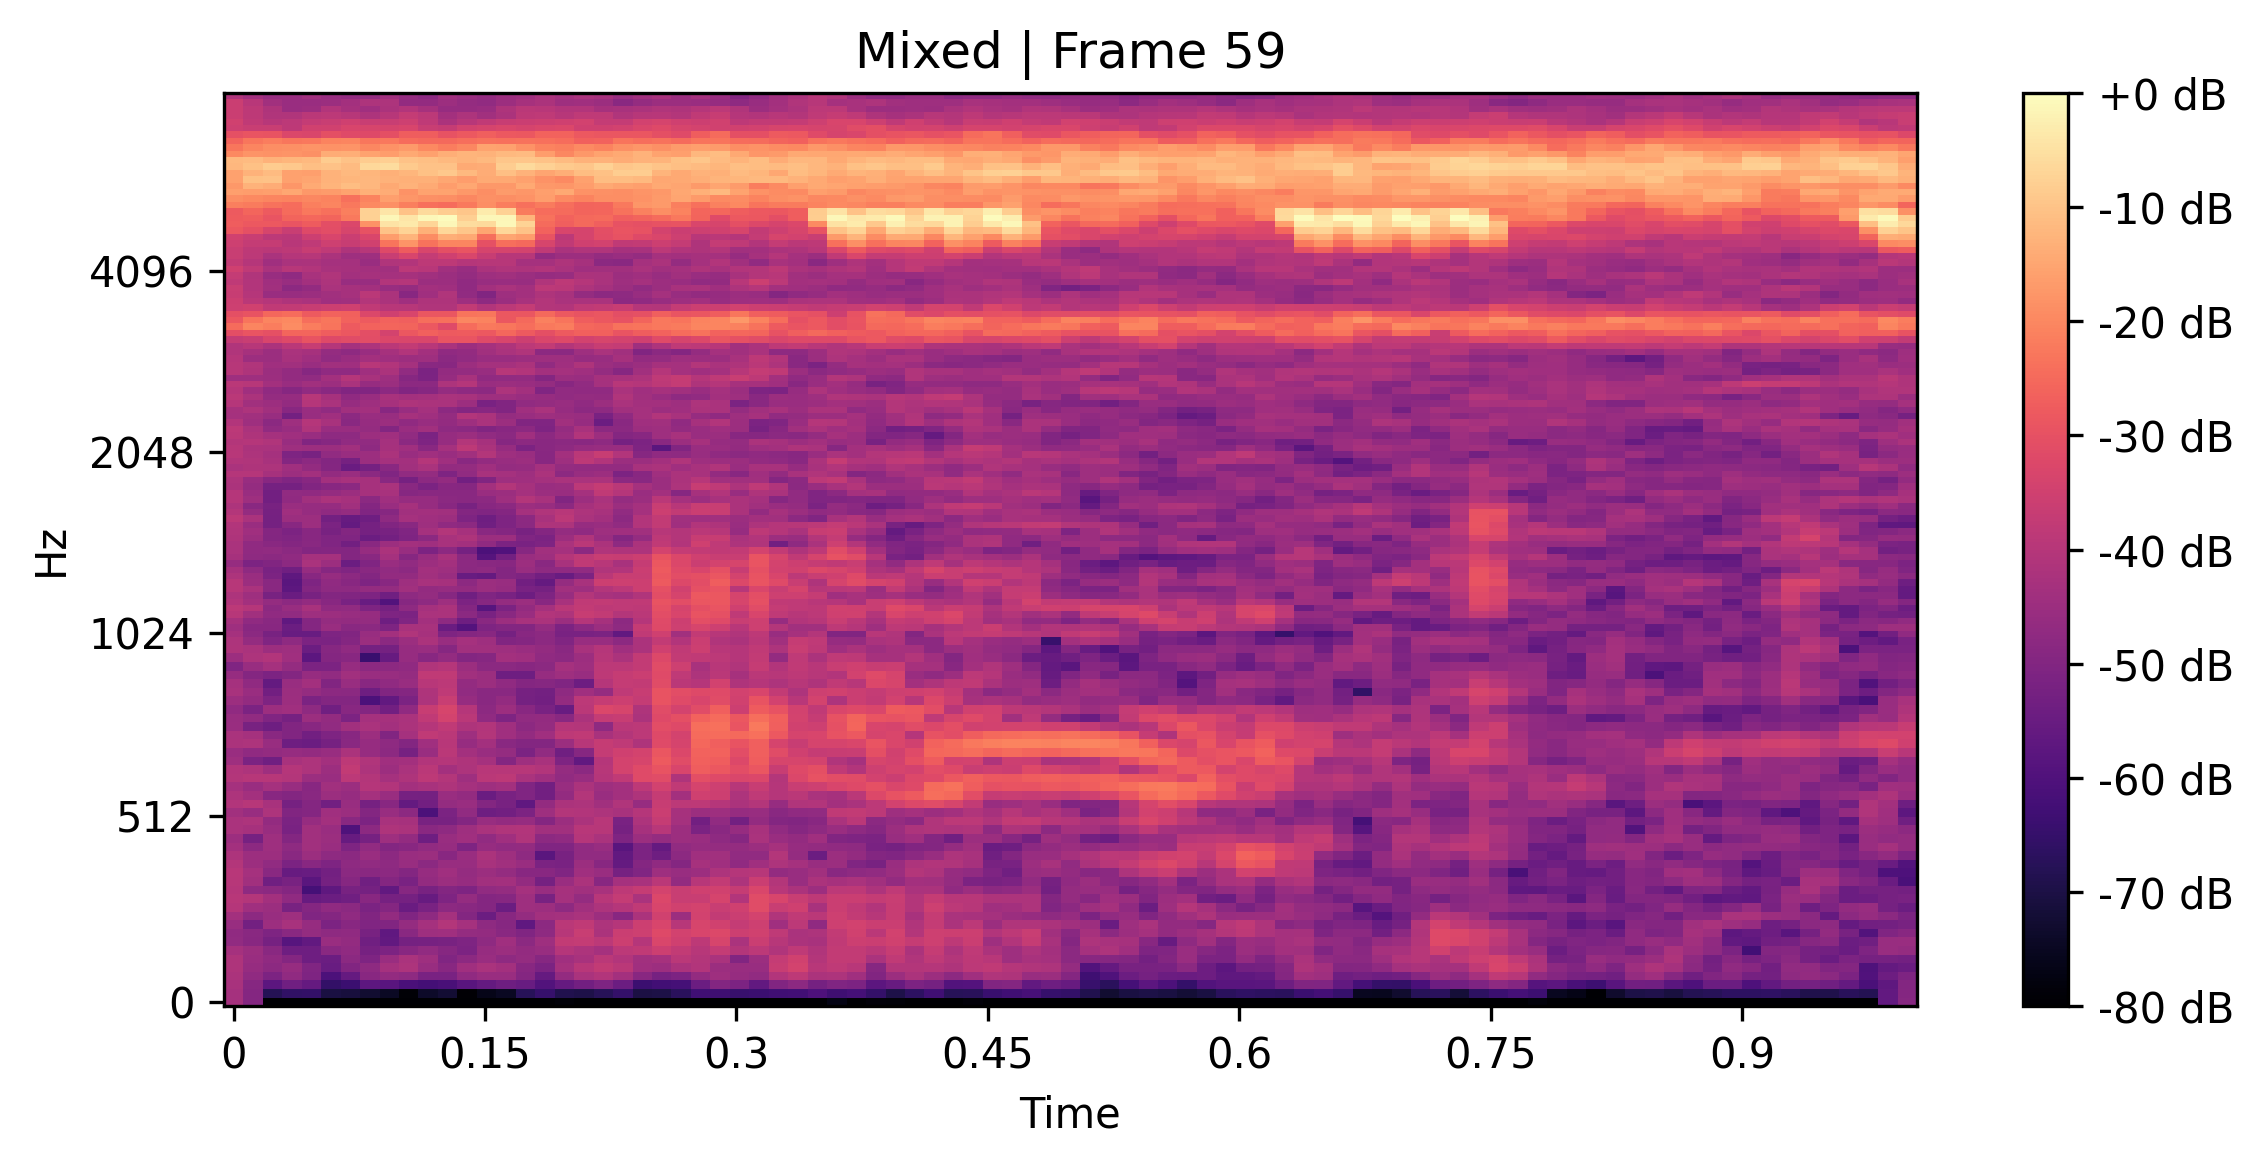 Mixed | Frame 59
+0 dB
-10 dB
-20 dB
-30 dB
-40 dB
-50 dB
-60 dB
-70 dB
-80 dB
4096
2048
1024
512
0
Hz
0 0.15 0.3 0.45 0.6 0.75 0.9
Time